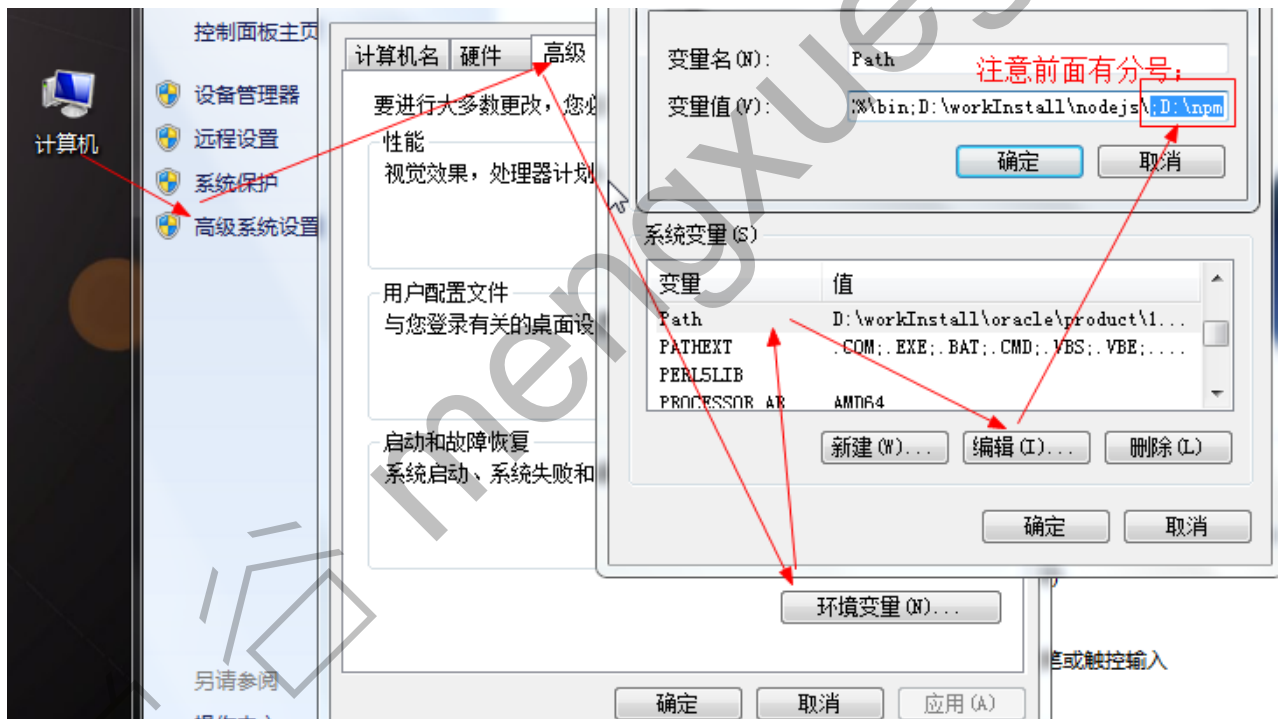 计算机
控制面板主页
设备管理器
远程设置
系统保护
高级系统设置
另请参阅
计算机名
硬件
高级
要进行大多数更改，您必
性能
视觉效果，处理器计划
用户配置文件
与您登录有关的桌面设
启动和故障恢复
系统启动、系统失败和
环境变量(N)...
确定
取消
应用(A)
变量名(N):
Path
注意前面有分号；
变量值(V):
%\bin;D:\workInstall\nodejs\;D:\npm
确定
取消
系统变量(S)
变量 值
Path D:\workInstall\oracle\product\1...
PATHEXT .COM;.EXE;.BAT;.CMD;.VBS;.VBE;....
PERL5LIB
PROCESSOR_AR AMD64
新建(W)...
编辑(I)...
删除(L)
确定
取消
笔或触控输入
mengxue